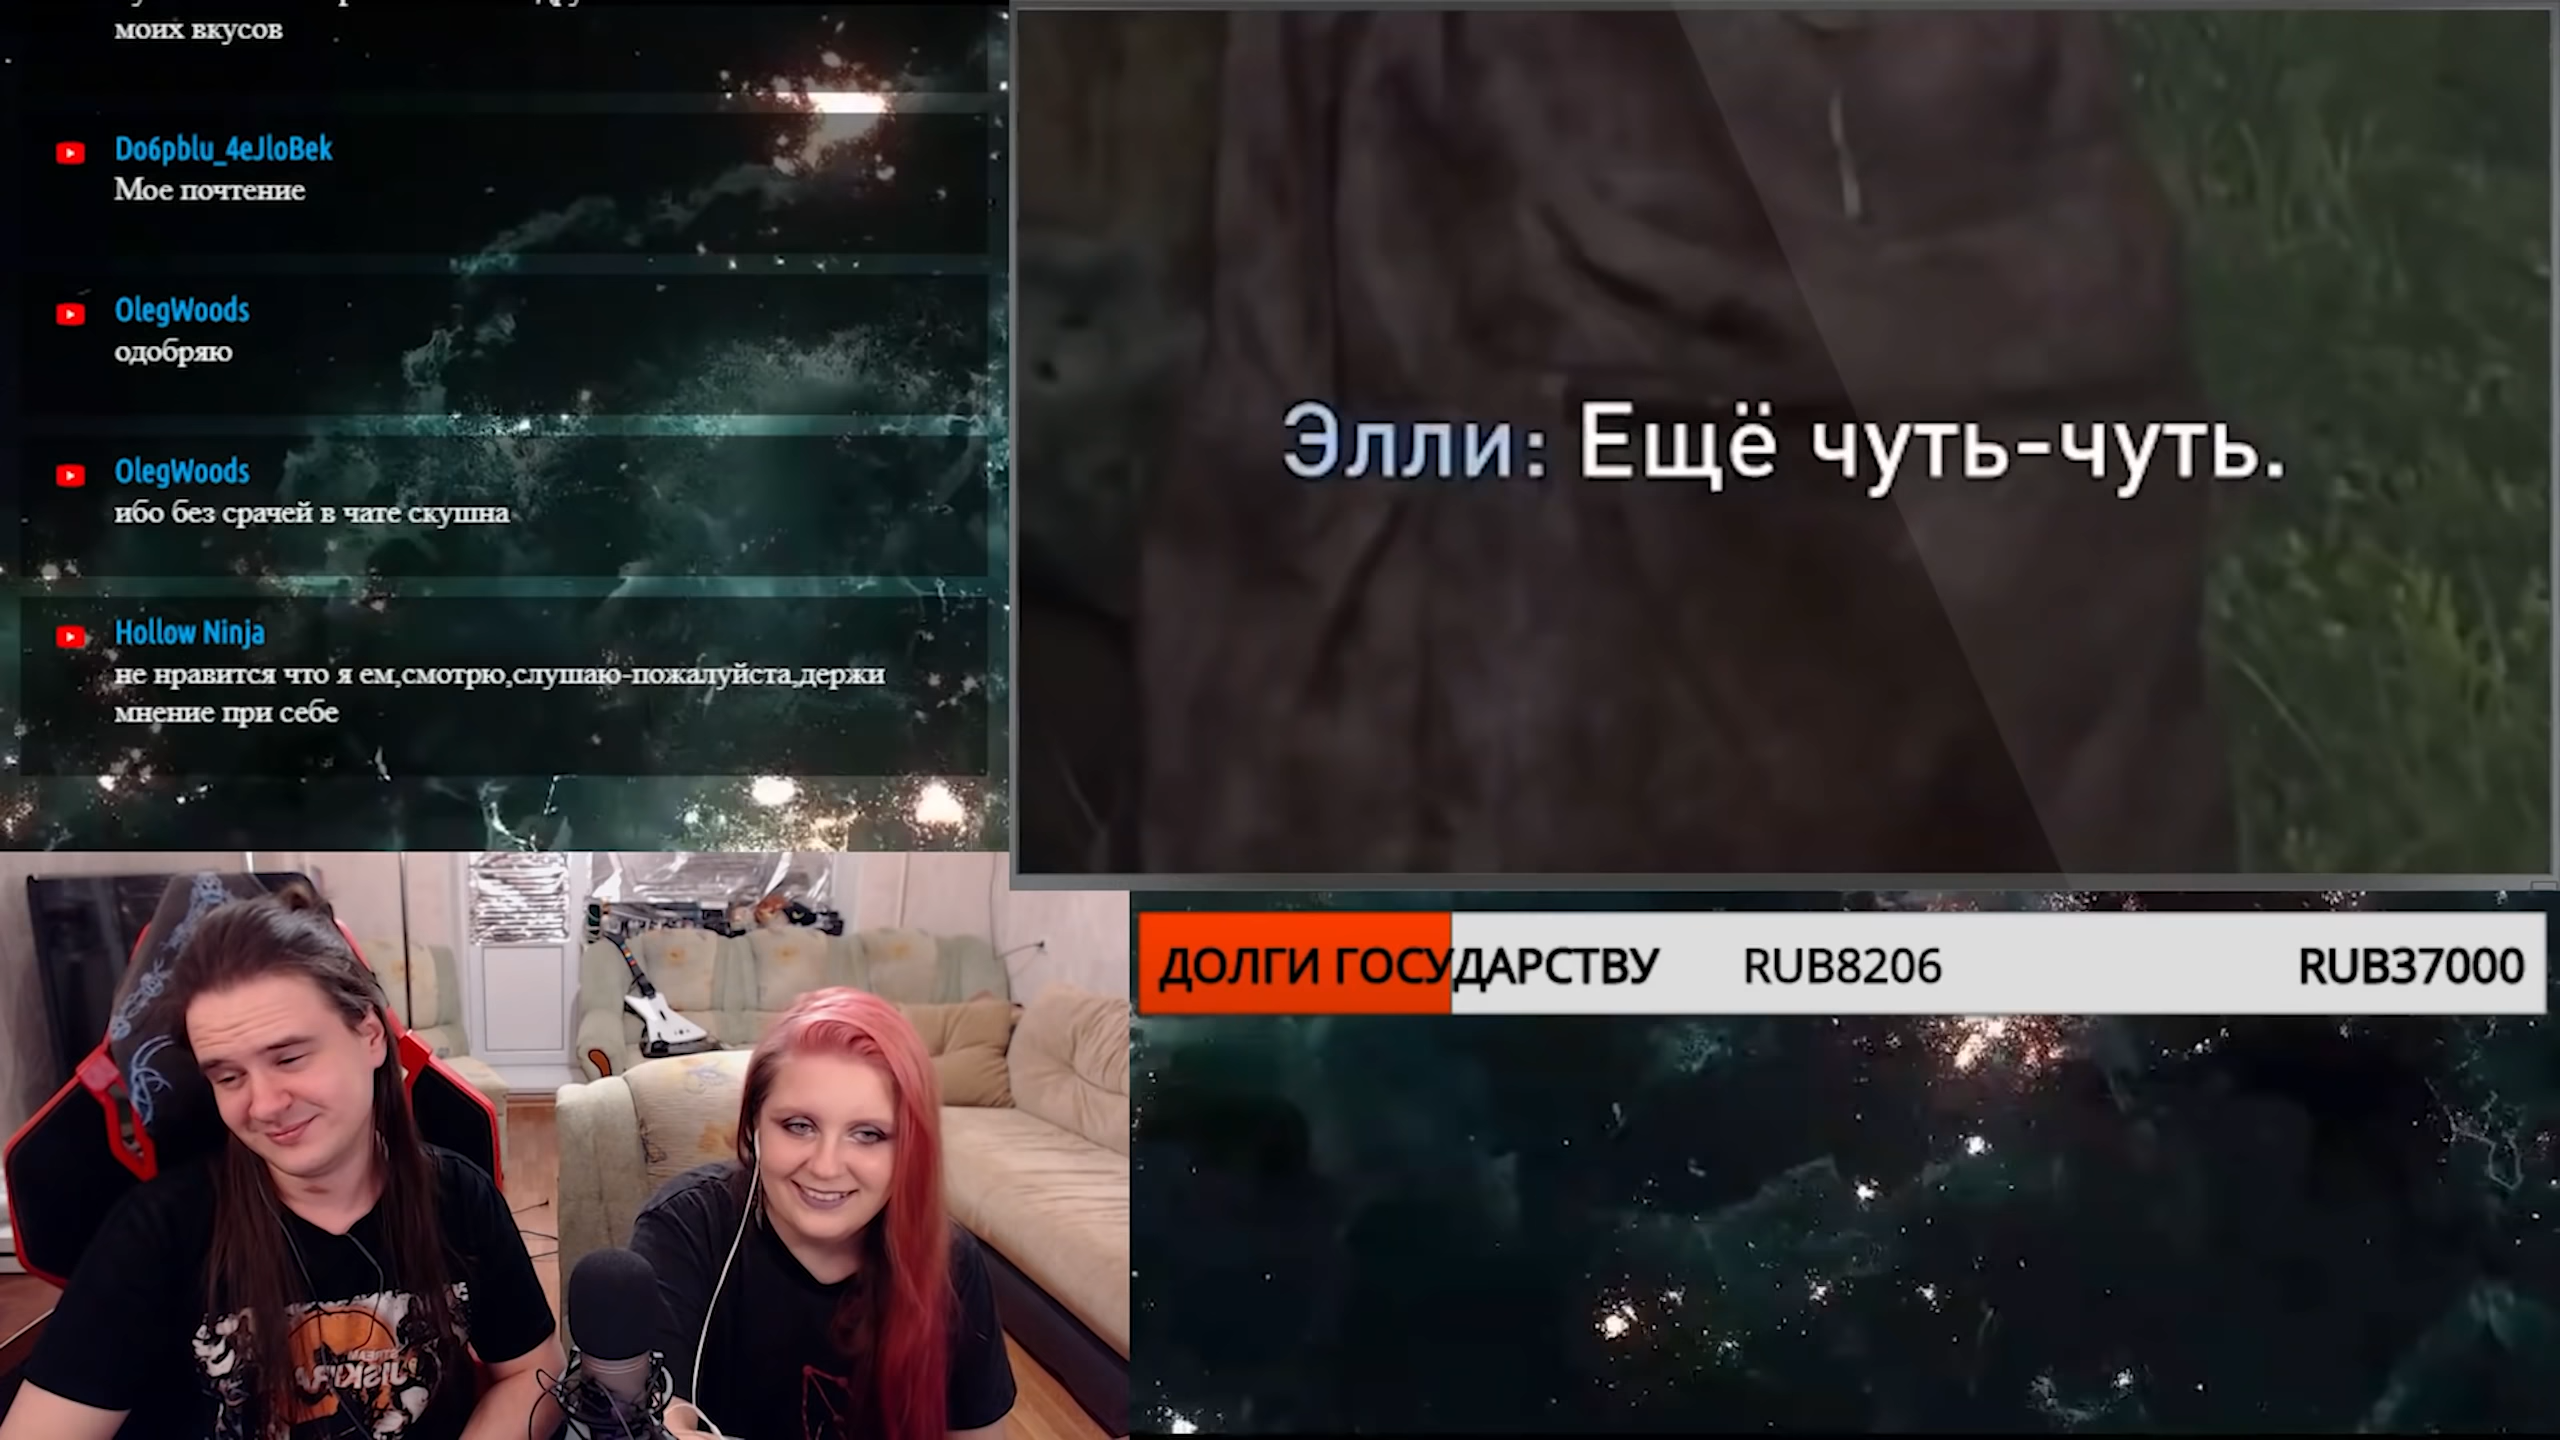 моих вкусов
Do6pblu_4eJloBek
Мое почтение
OlegWoods
одобряю
OlegWoods
ибо без срачей в чате скушна
Hollow Ninja
не нравится что я ем,смотрю,слушаю-пожалуйста,держи
мнение при себе
Элли: Ещё чуть-чуть.
ДОЛГИ ГОСУДАРСТВУ RUB8206 RUB37000